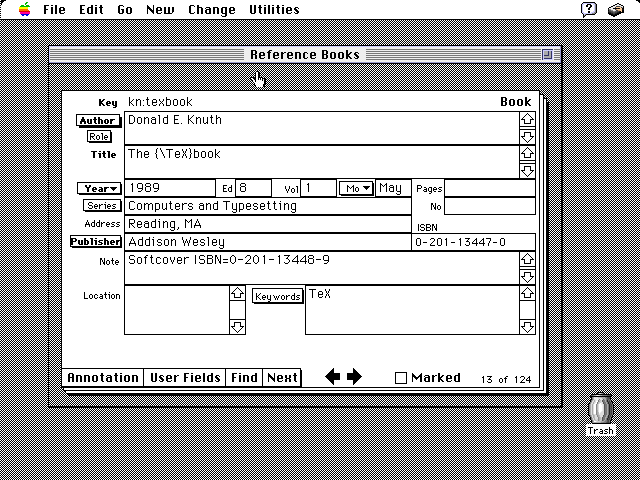 File Edit Go New Change Utilities
Reference Books
Key kn:texbook Book
Author Donald E. Knuth
Role
Title The {\TeX}book
Year 1989 Ed 8 Vol 1 Mo May Pages
Series Computers and Typesetting No
Address Reading, MA ISBN
Publisher Addison Wesley 0-201-13447-0
Note Softcover ISBN=0-201-13448-9
Location Keywords TeX
Annotation User Fields Find Next Marked 13 of 124
Trash